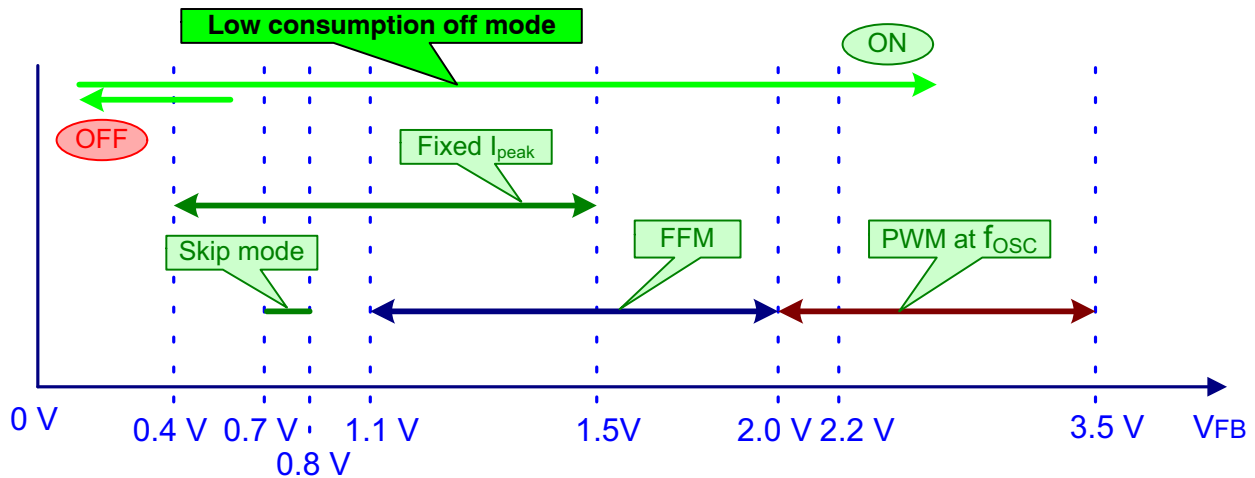 Low consumption off mode
ON
OFF
Fixed Ipeak
Skip mode
FFM
PWM at fOSC
0 V
0.4 V
0.7 V
0.8 V
1.1 V
1.5V
2.0 V
2.2 V
3.5 V
VFB